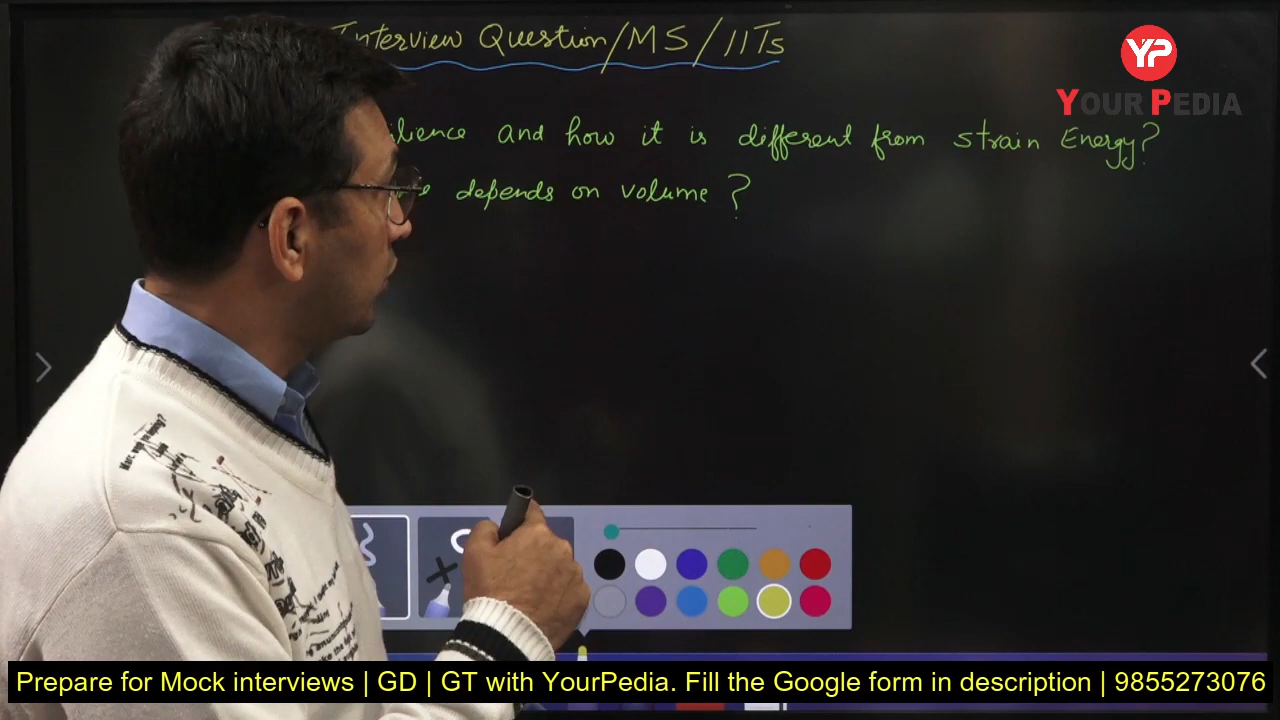 Interview Question/MS/IITs
YP
YOUR PEDIA
and how it is different from strain Energy?
depends on volume ?
Prepare for Mock interviews | GD | GT with YourPedia. Fill the Google form in description | 9855273076